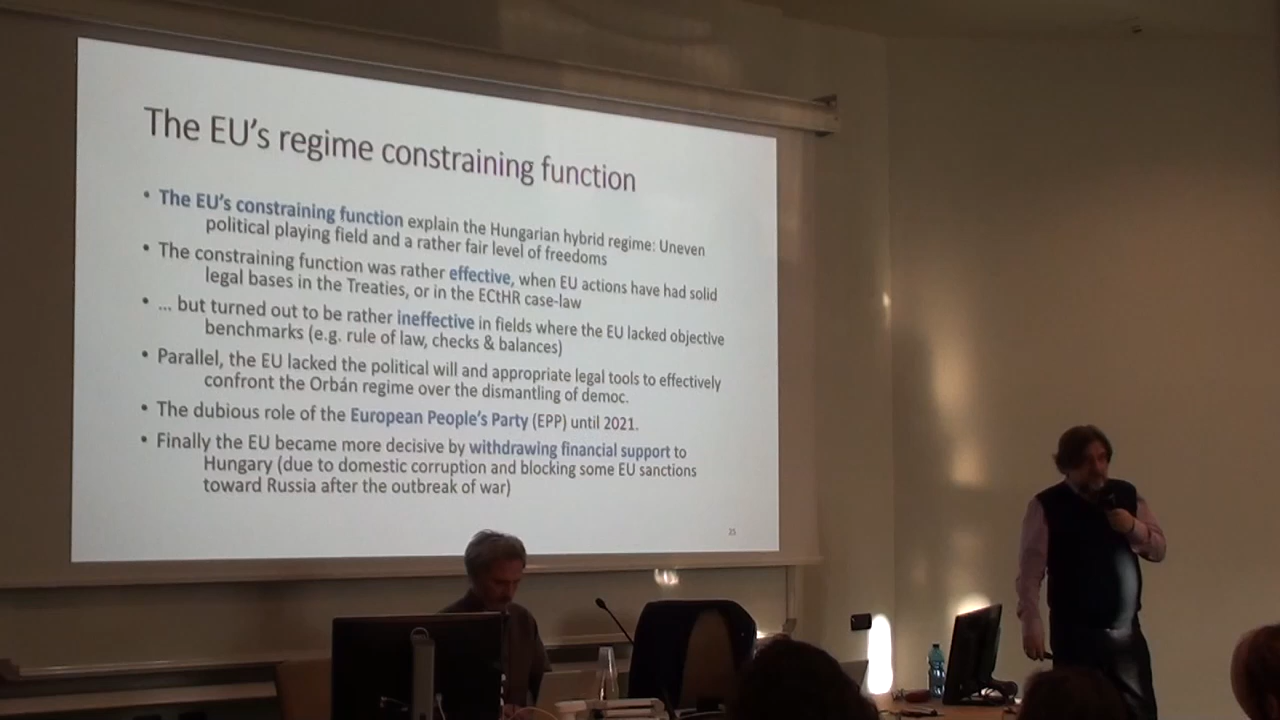 The EU's regime constraining function
• The EU's constraining function explain the Hungarian hybrid regime: Uneven
political playing field and a rather fair level of freedoms
• The constraining function was rather effective, when EU actions have had solid
legal bases in the Treaties, or in the ECtHR case-law
• ... but turned out to be rather ineffective in fields where the EU lacked objective
benchmarks (e.g. rule of law, checks & balances)
• Parallel, the EU lacked the political will and appropriate legal tools to effectively
confront the Orbán regime over the dismantling of democ.
• The dubious role of the European People's Party (EPP) until 2021.
• Finally the EU became more decisive by withdrawing financial support to
Hungary (due to domestic corruption and blocking some EU sanctions
toward Russia after the outbreak of war)
35